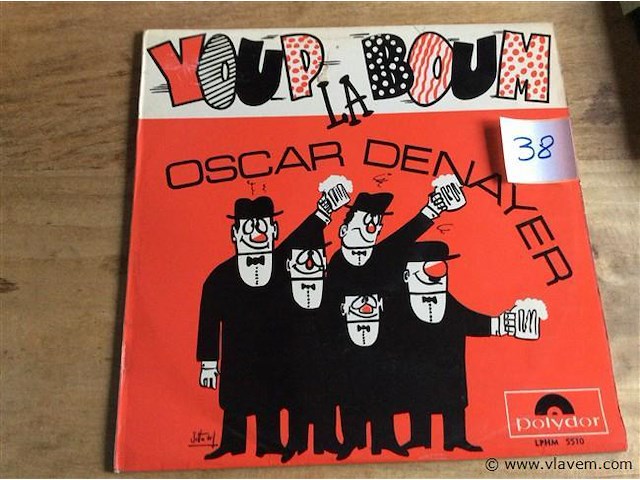 YOUP
LA
BOUM
38
OSCAR DENAYER
polydor
LPHM 5510
© www.vlavem.com